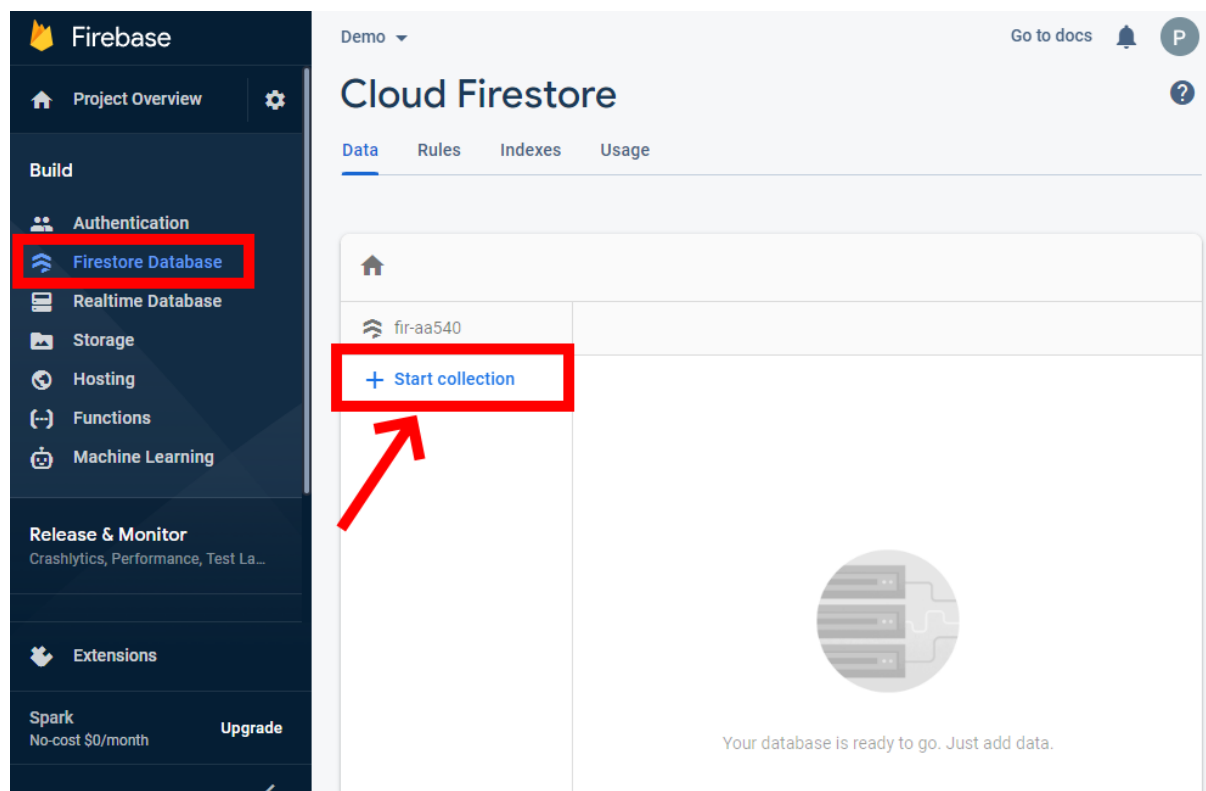 Firebase
Project Overview
Build
Authentication
Firestore Database
Realtime Database
Storage
Hosting
Functions
Machine Learning
Release & Monitor
Crashlytics, Performance, Test La...
Extensions
Spark
No-cost $0/month
Upgrade
Demo
Go to docs
P
Cloud Firestore
?
Data Rules Indexes Usage
fir-aa540
+ Start collection
Your database is ready to go. Just add data.